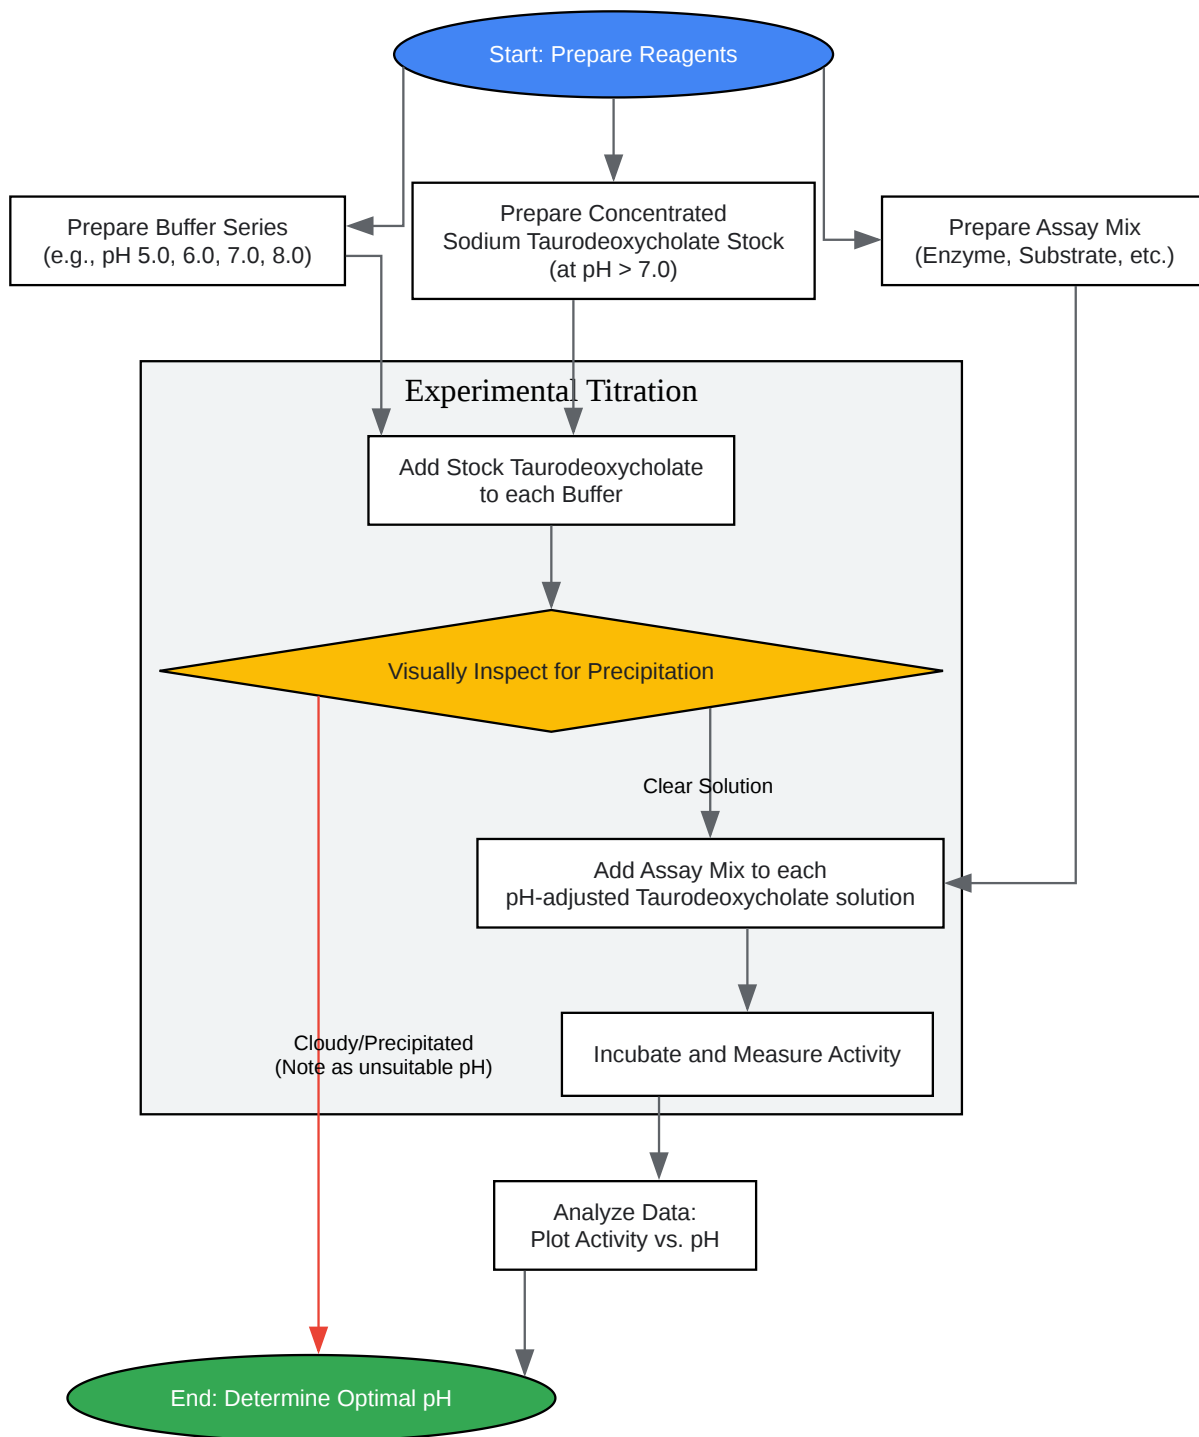 Start: Prepare Reagents
Prepare Buffer Series
(e.g., pH 5.0, 6.0, 7.0, 8.0)
Prepare Concentrated
Sodium Taurodeoxycholate Stock
(at pH > 7.0)
Prepare Assay Mix
(Enzyme, Substrate, etc.)
Experimental Titration
Add Stock Taurodeoxycholate
to each Buffer
Visually Inspect for Precipitation
Clear Solution
Add Assay Mix to each
pH-adjusted Taurodeoxycholate solution
Cloudy/Precipitated
(Note as unsuitable pH)
Incubate and Measure Activity
Analyze Data:
Plot Activity vs. pH
End: Determine Optimal pH